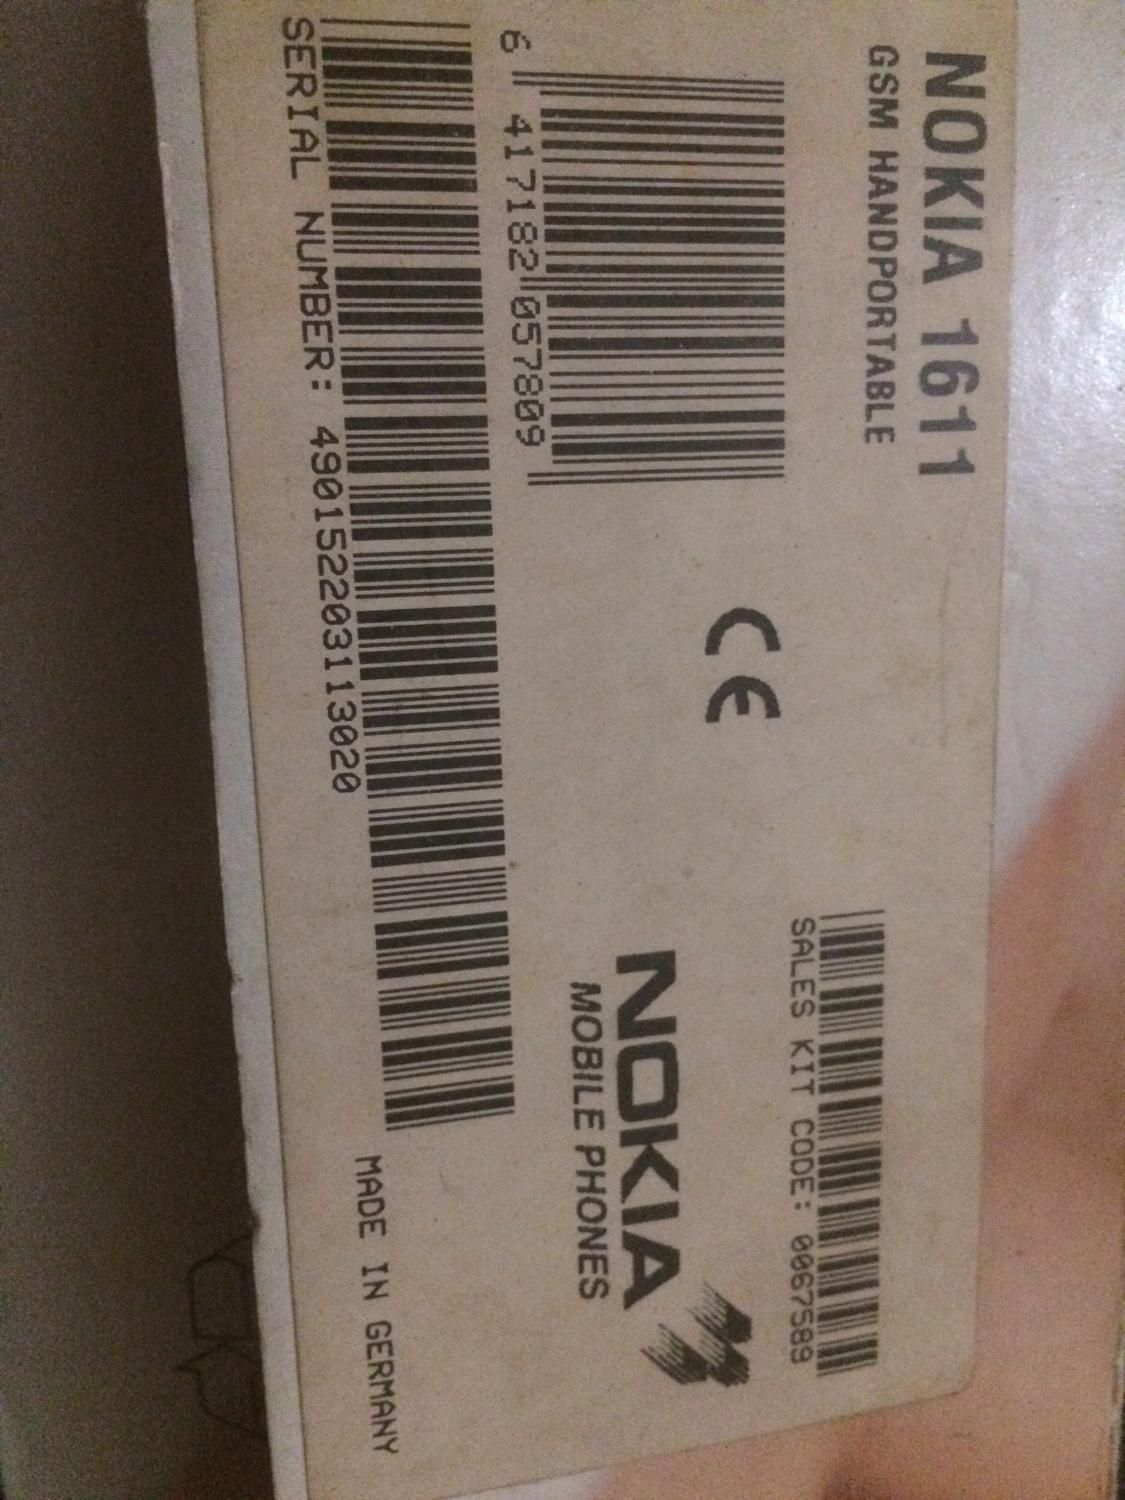 NOKIA 1611
GSM HANDPORTABLE
6 417182 057809
CE
SALES KIT CODE: 0067589
NOKIA
MOBILE PHONES
SERIAL NUMBER: 490152203113020
MADE IN GERMANY